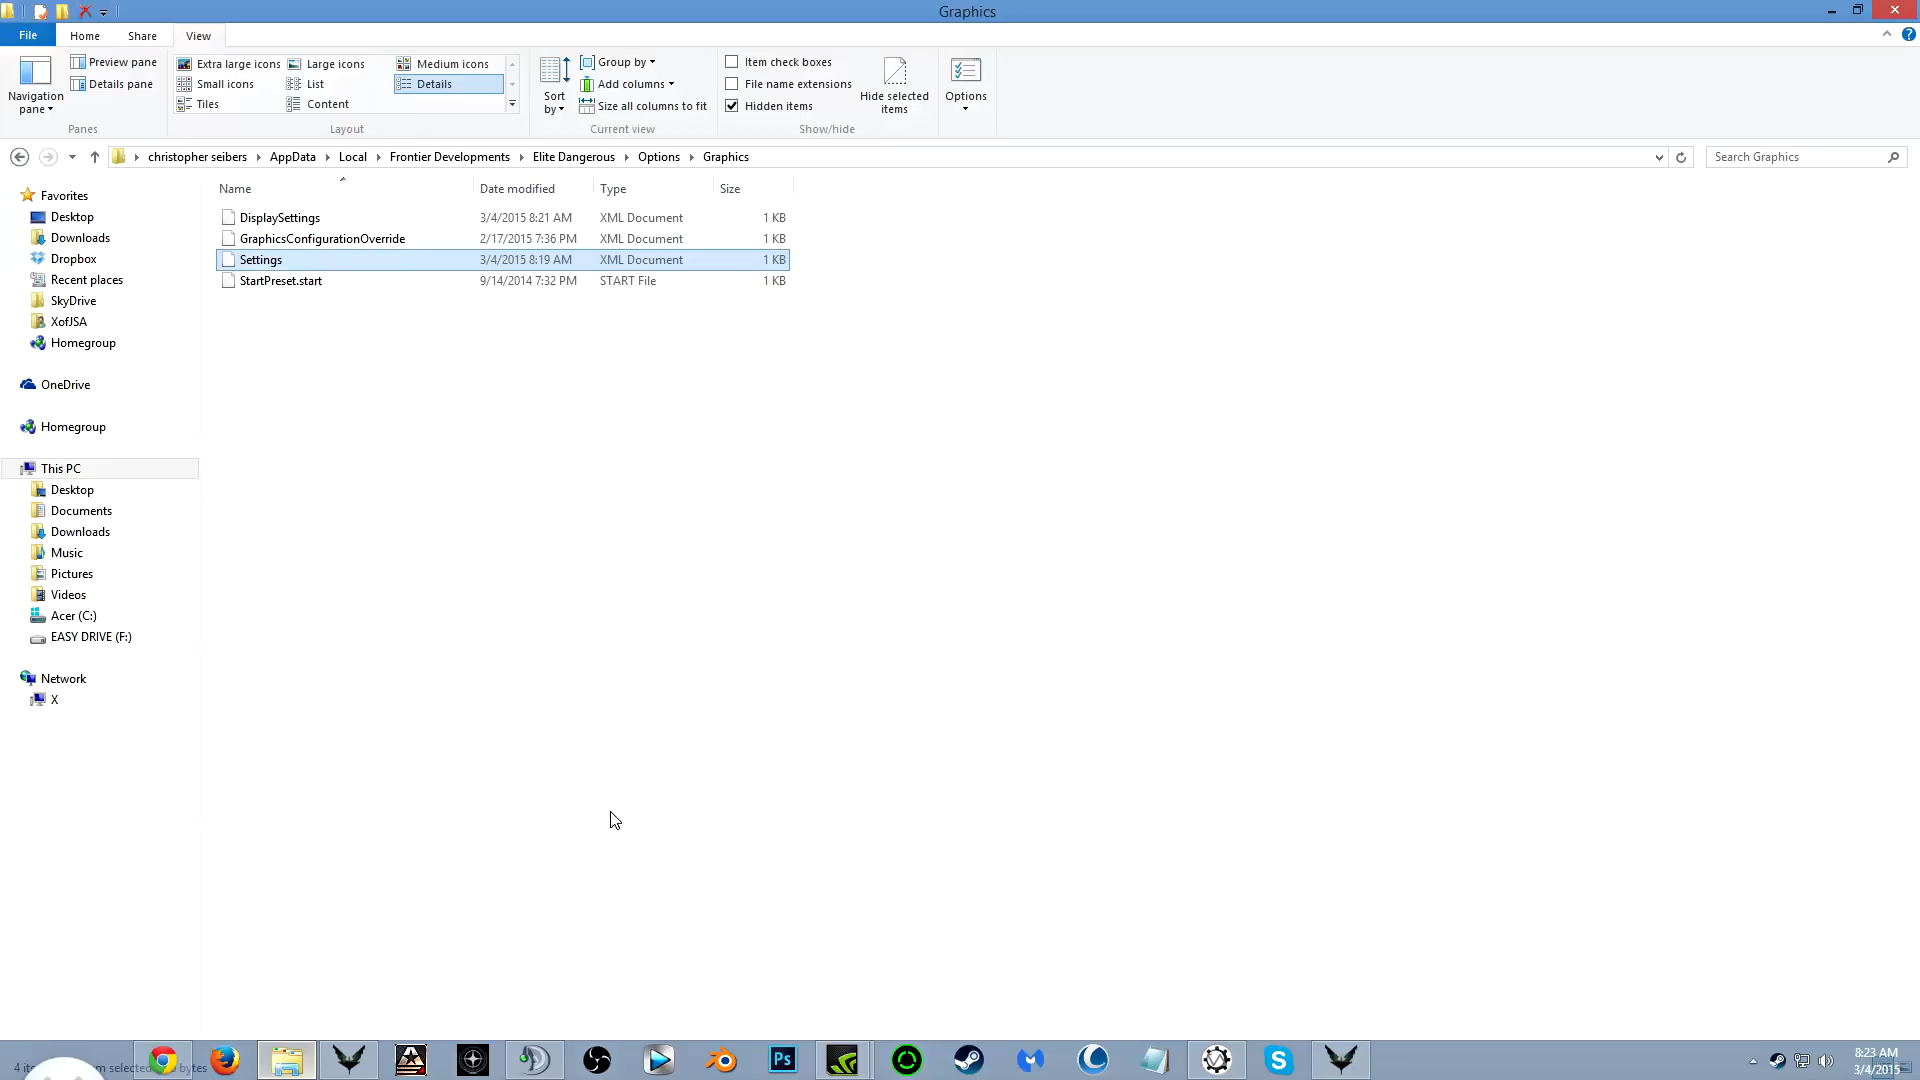 Graphics
File Home Share View
Navigation pane
Preview pane
Details pane
Panes
Extra large icons Large icons Medium icons
Small icons List Details
Tiles Content
Layout
Sort by
Group by
Add columns
Size all columns to fit
Current view
Item check boxes
File name extensions
Hidden items
Hide selected items
Show/hide
Options
christopher seibers AppData Local Frontier Developments Elite Dangerous Options Graphics
Search Graphics
Favorites
Desktop
Downloads
Dropbox
Recent places
SkyDrive
XofJSA
Homegroup
OneDrive
Homegroup
This PC
Desktop
Documents
Downloads
Music
Pictures
Videos
Acer (C:)
EASY DRIVE (F:)
Network
X
Name Date modified Type Size
DisplaySettings 3/4/2015 8:21 AM XML Document 1 KB
GraphicsConfigurationOverride 2/17/2015 7:36 PM XML Document 1 KB
Settings 3/4/2015 8:19 AM XML Document 1 KB
StartPreset.start 9/14/2014 7:32 PM START File 1 KB
Ps
8:23 AM
3/4/2015